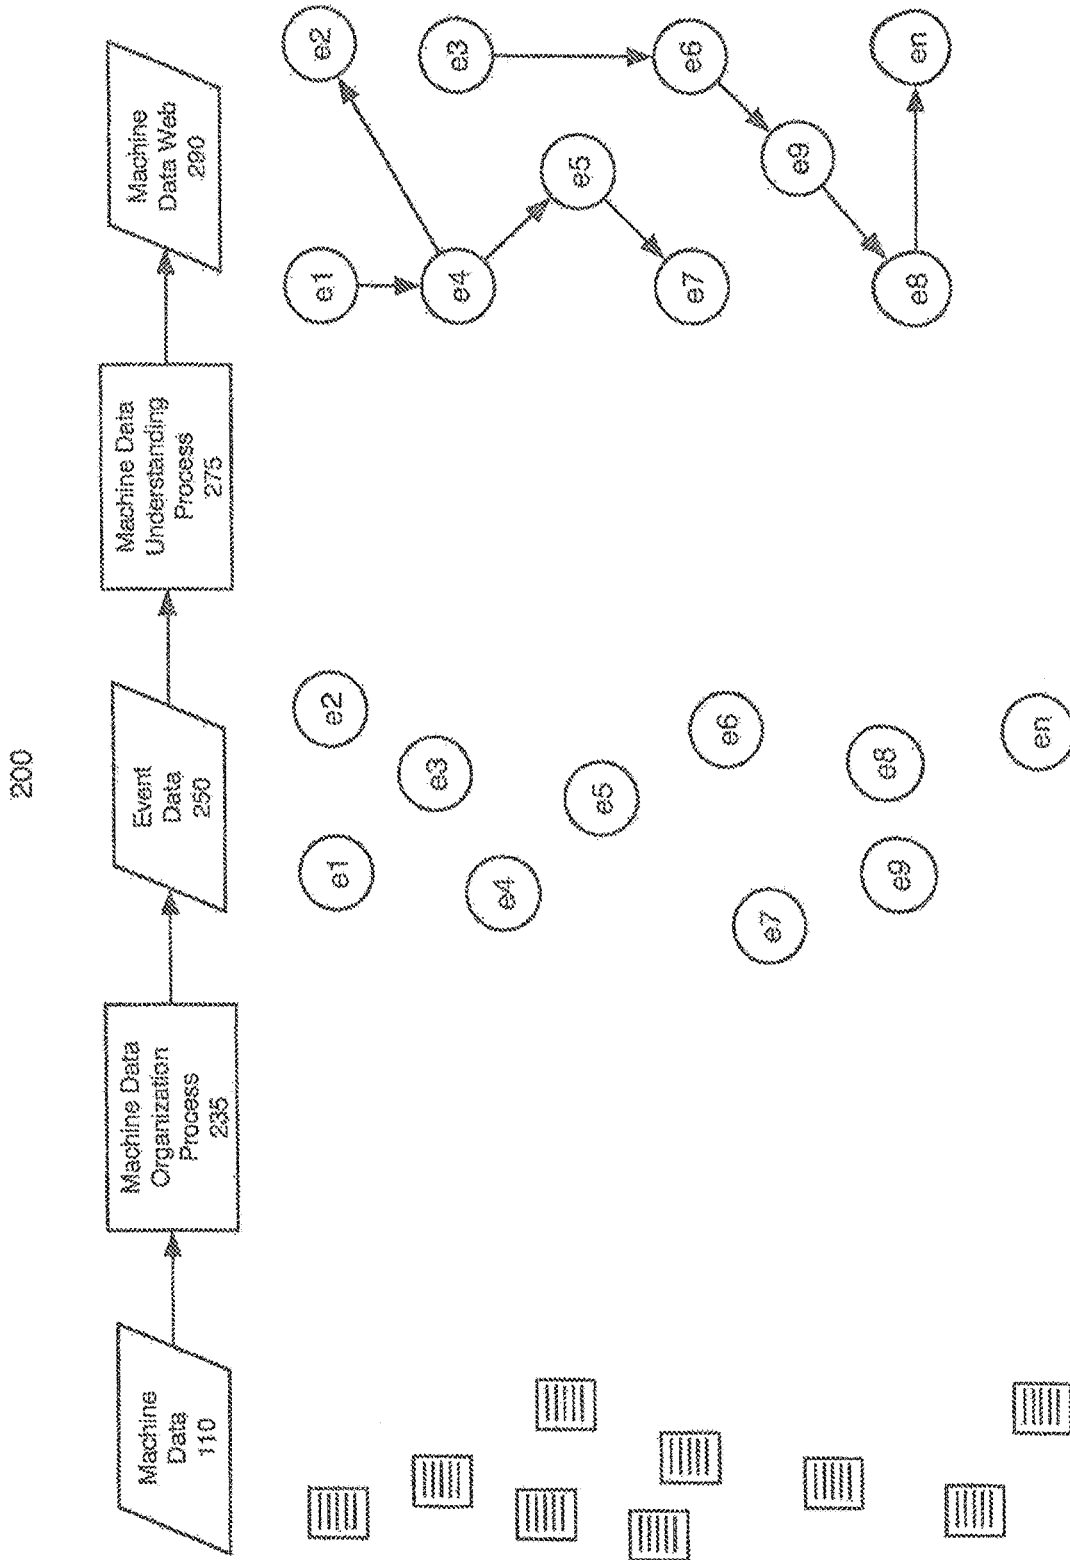 200
Machine
Data
110
Machine Data
Organization
Process
235
Event
Data
250
Machine Data
Understanding
Process
275
Machine
Data Web
290
e1
e2
e3
e4
e5
e6
e7
e8
e9
en
e1
e2
e3
e4
e5
e6
e7
e8
e9
en